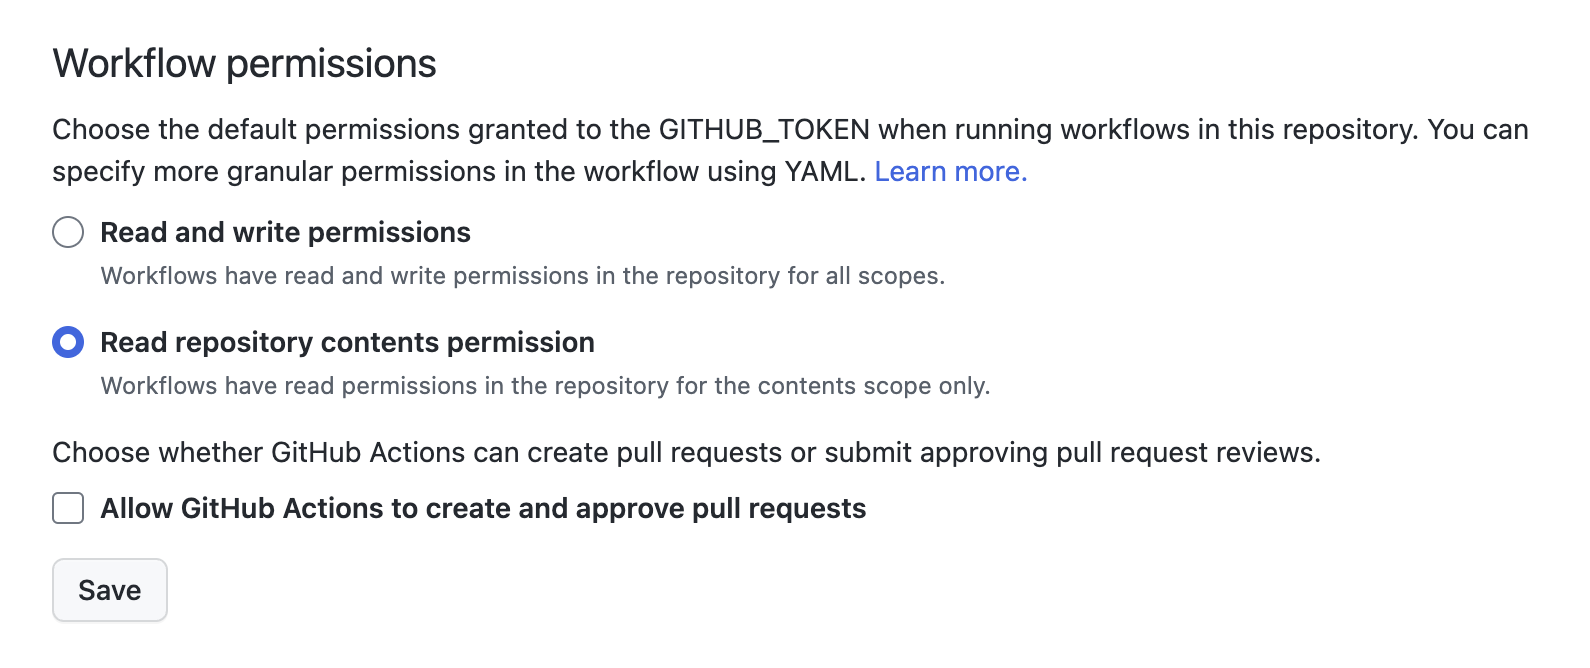 Workflow permissions
Choose the default permissions granted to the GITHUB_TOKEN when running workflows in this repository. You can
specify more granular permissions in the workflow using YAML. Learn more.
Read and write permissions
Workflows have read and write permissions in the repository for all scopes.
Read repository contents permission
Workflows have read permissions in the repository for the contents scope only.
Choose whether GitHub Actions can create pull requests or submit approving pull request reviews.
Allow GitHub Actions to create and approve pull requests
Save